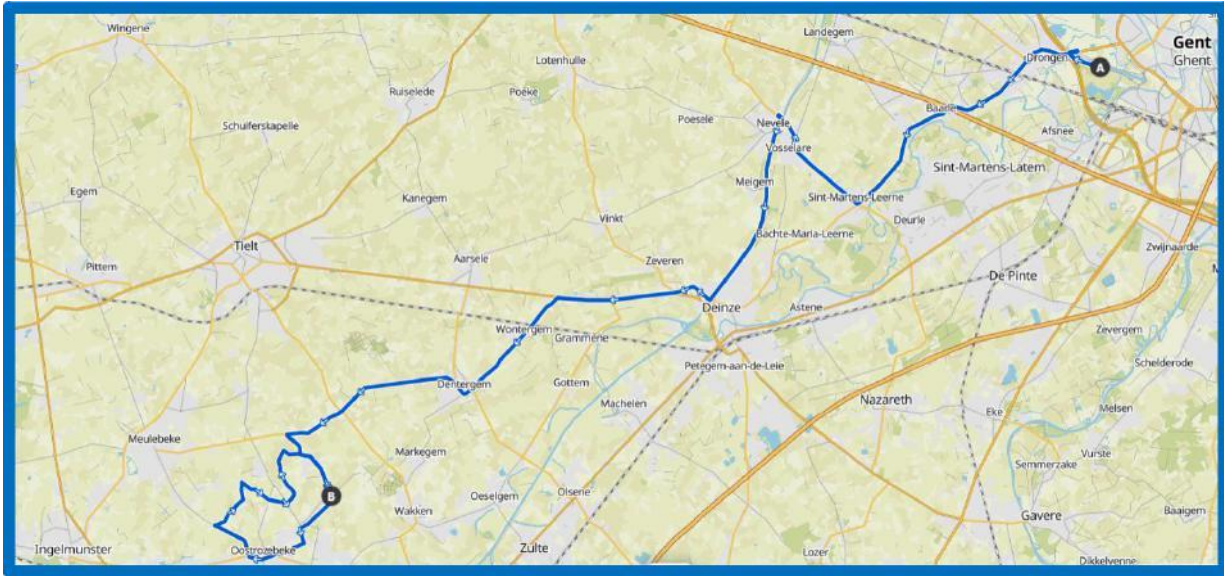 Wingene
Landegem
Gent
Ghent
Drongen
A
Lotenhulle
Ruiselede
Poeke
Baarle
Poesele
Nevele
Schuiferskapelle
Afsnee
Vosselare
Sint-Martens-Latem
Meigem
Egem
Kanegem
Sint-Martens-Leerne
Vinkt
Deurle
Bachte-Maria-Leerne
Tielt
Zwijnaarde
Aarsele
Zeveren
Pittem
De Pinte
Deinze
Astene
Wontergem
Grammene
Zevergem
Petegem-aan-de-Leie
Schelderode
Dentergem
Gottem
Nazareth
Machelen
Eke
Melsen
Meulebeke
Markegem
Vurste
Semmerzake
B
Oeselgem
Olsene
Wakken
Gavere
Baaigem
Ingelmunster
Oostrozebeke
Zulte
Lozer
Dikkelvenne